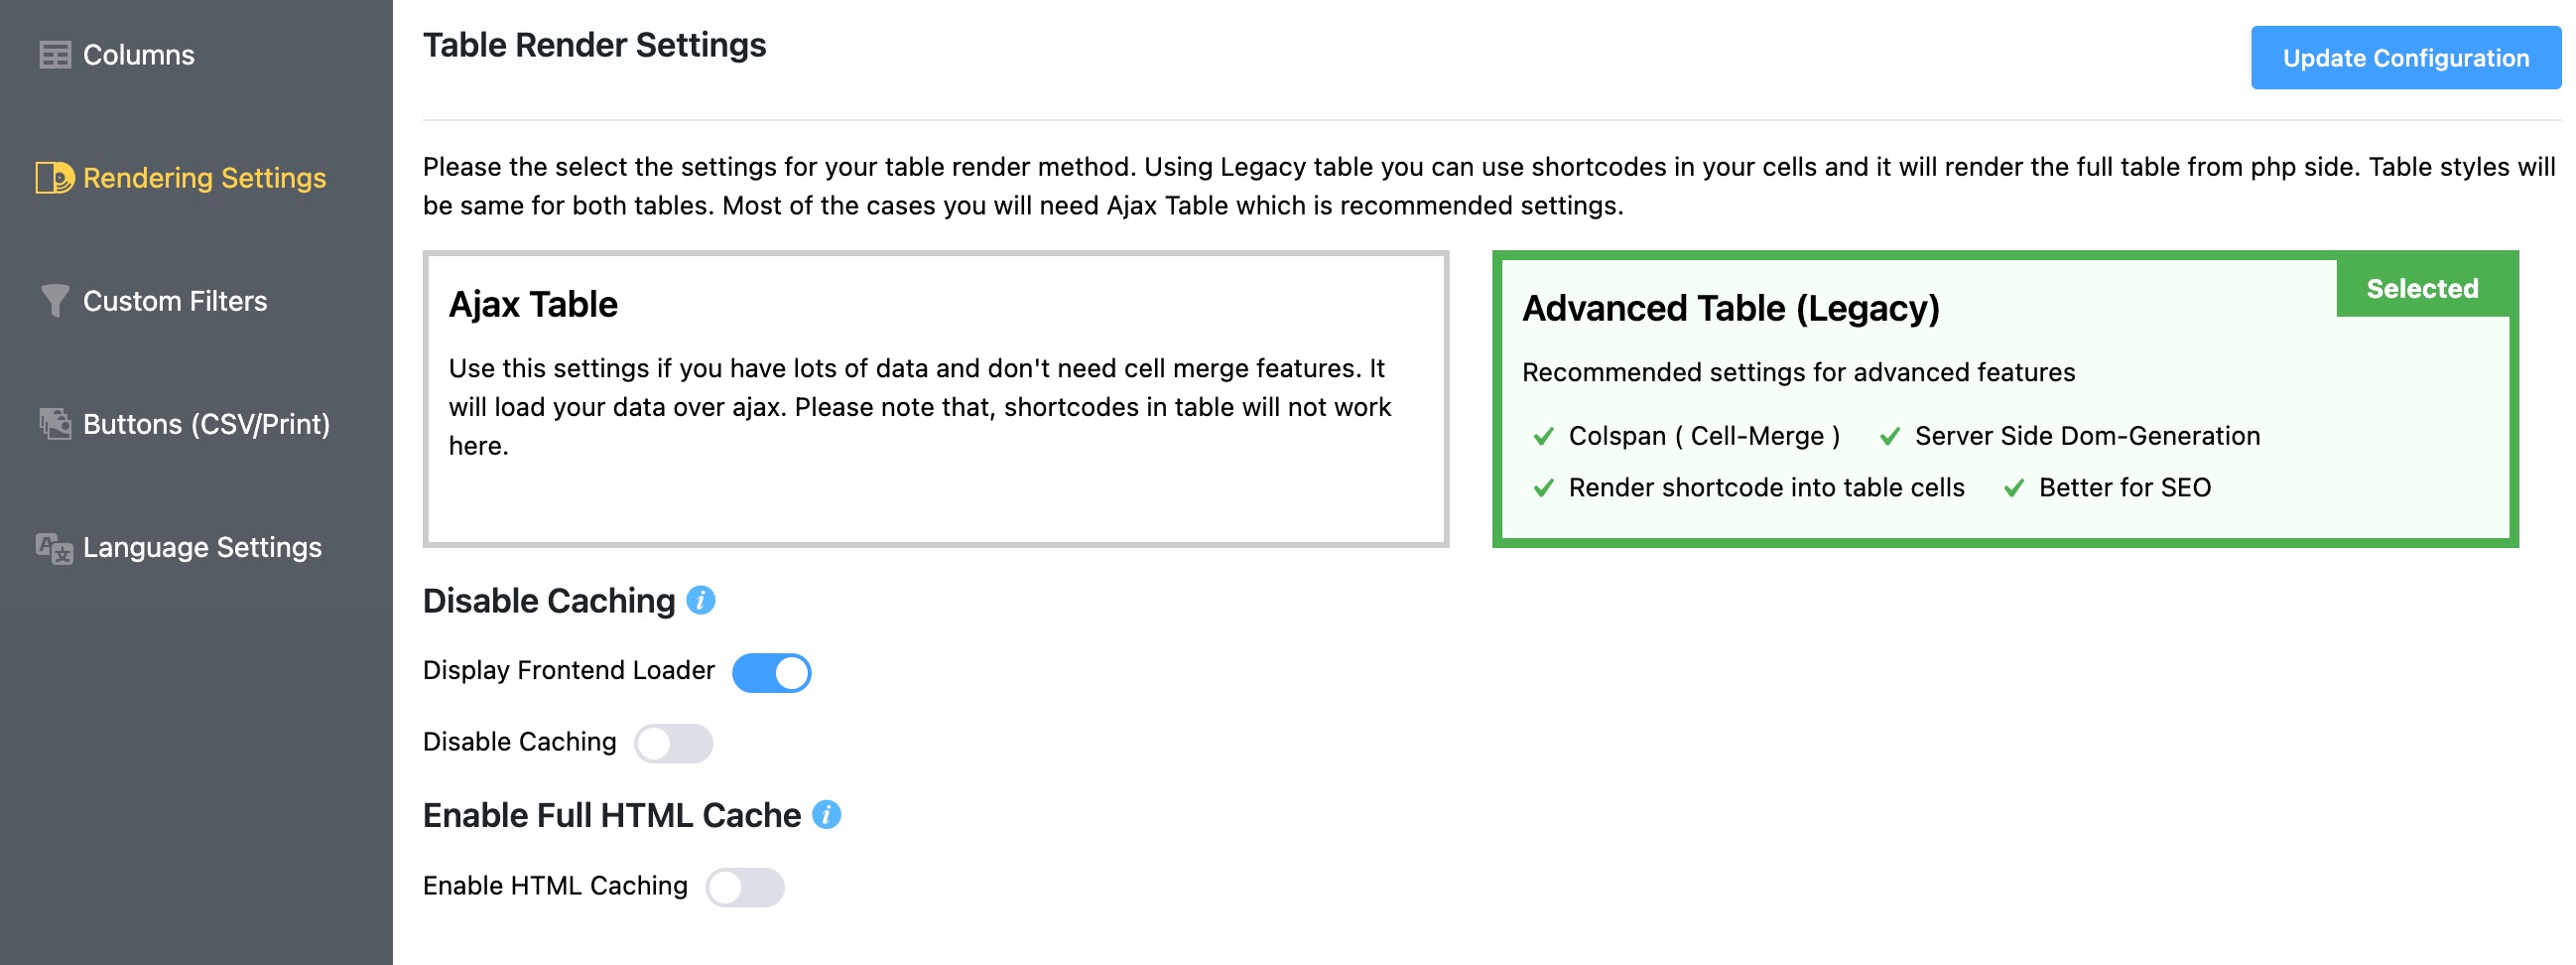 Columns
Rendering Settings
Custom Filters
Buttons (CSV/Print)
Language Settings
Table Render Settings
Update Configuration
Please the select the settings for your table render method. Using Legacy table you can use shortcodes in your cells and it will render the full table from php side. Table styles will
be same for both tables. Most of the cases you will need Ajax Table which is recommended settings.
Ajax Table
Use this settings if you have lots of data and don't need cell merge features. It
will load your data over ajax. Please note that, shortcodes in table will not work
here.
Selected
Advanced Table (Legacy)
Recommended settings for advanced features
Colspan ( Cell-Merge ) Server Side Dom-Generation
Render shortcode into table cells Better for SEO
Disable Caching
Display Frontend Loader
Disable Caching
Enable Full HTML Cache
Enable HTML Caching